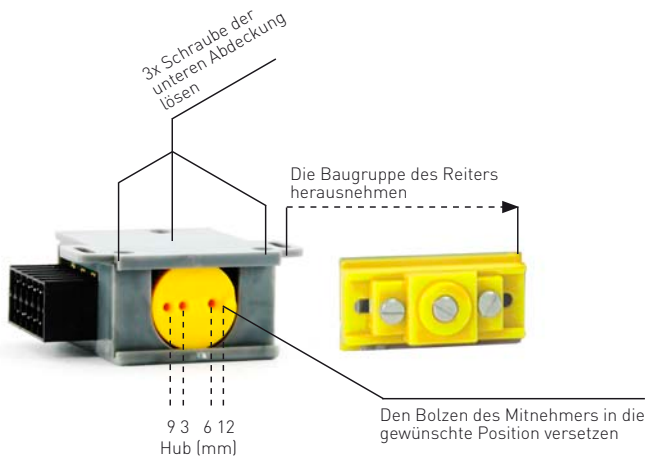 3x Schraube der
unteren Abdeckung
lösen
Die Baugruppe des Reiters
herausnehmen
9 3 6 12
Hub (mm)
Den Bolzen des Mitnehmers in die
gewünschte Position versetzen